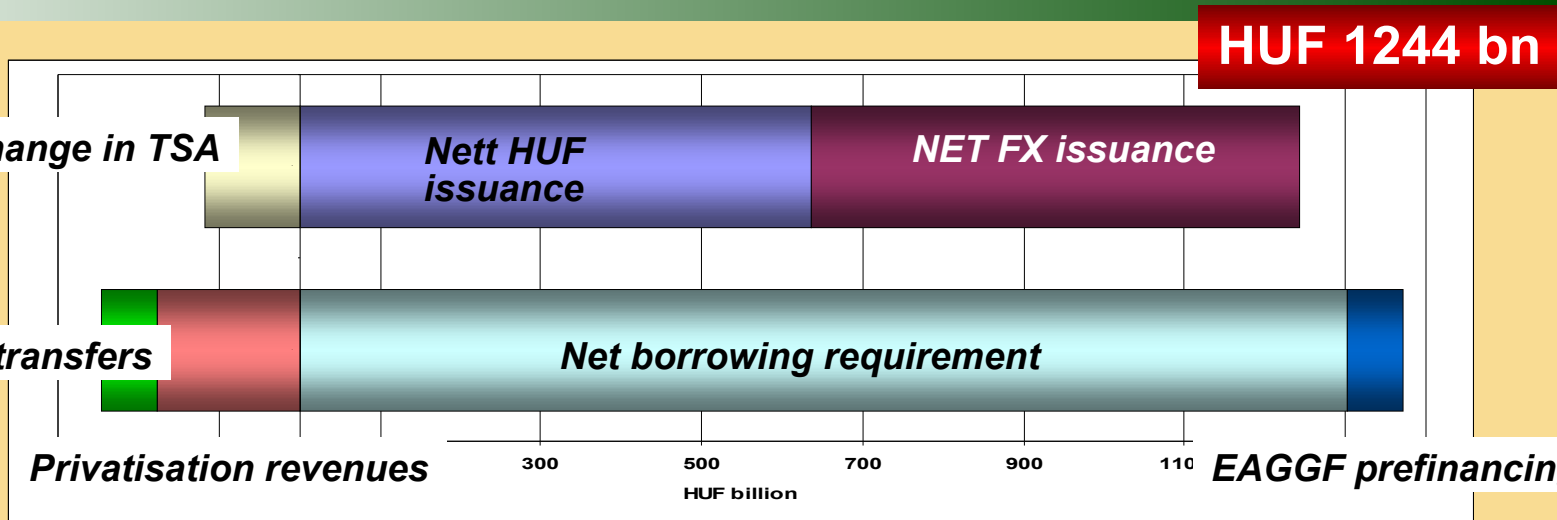 HUF 1244 bn
ange in TSA
Nett HUF
issuance
NET FX issuance
transfers
Net borrowing requirement
Privatisation revenues
300
500
700
900
110
EAGGF prefinancin
HUF billion